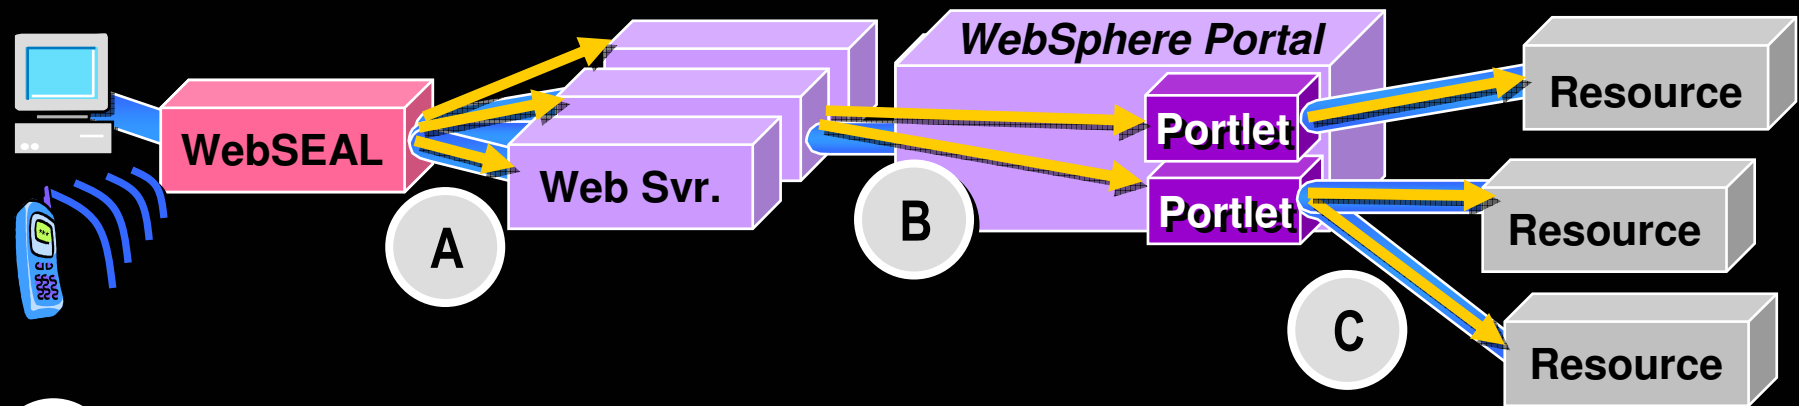 WebSphere Portal
WebSEAL
Web Svr.
Portlet
Portlet
Resource
Resource
Resource
A
B
C